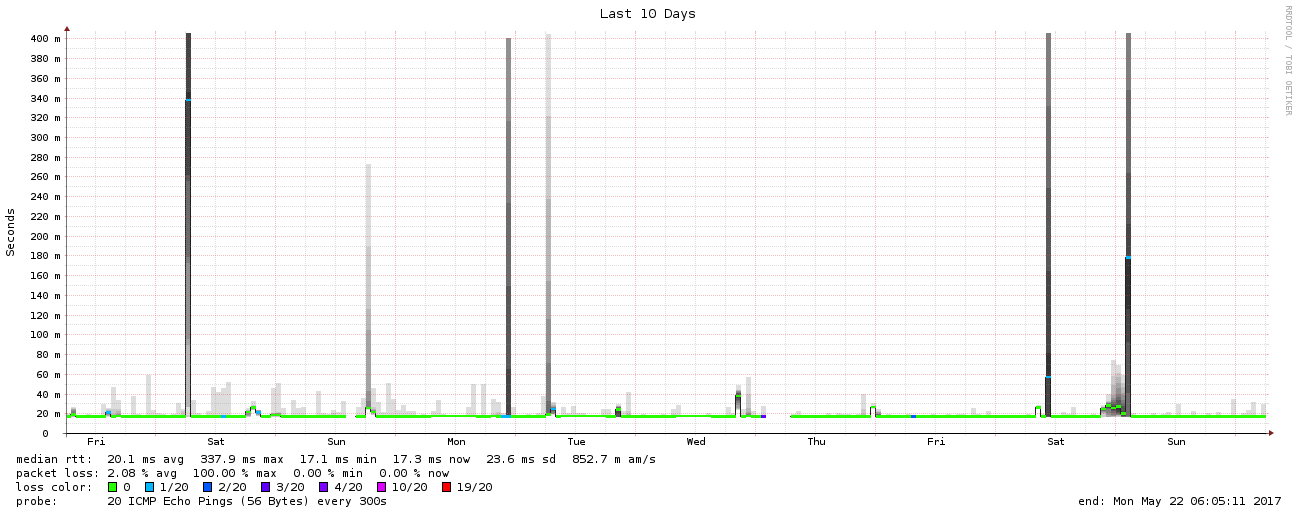 Last 10 Days
RRDTOOL / TOBI OETIKER
Seconds
400 m
380 m
360 m
340 m
320 m
300 m
280 m
260 m
240 m
220 m
200 m
180 m
160 m
140 m
120 m
100 m
80 m
60 m
40 m
20 m
0
Fri Sat Sun Mon Tue Wed Thu Fri Sat Sun
median rtt: 20.1 ms avg 337.9 ms max 17.1 ms min 17.3 ms now 23.6 ms sd 852.7 m am/s
packet loss: 2.08 % avg 100.00 % max 0.00 % min 0.00 % now
loss color: 0 1/20 2/20 3/20 4/20 10/20 19/20
probe: 20 ICMP Echo Pings (56 Bytes) every 300s end: Mon May 22 06:05:11 2017